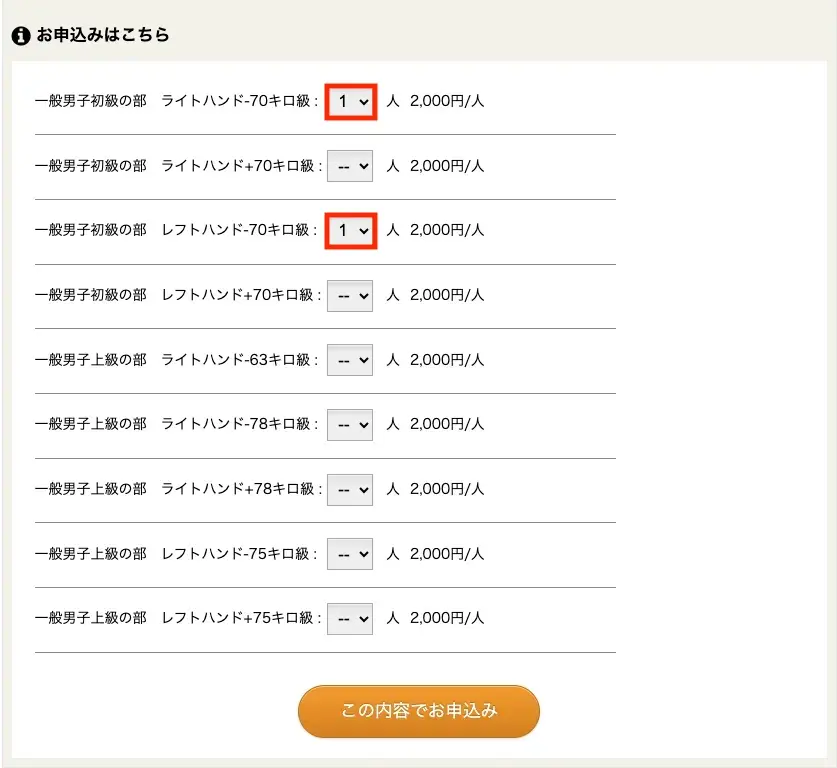 お申込みはこちら
一般男子初級の部　ライトハンド-70キロ級 : 1 人 2,000円/人
一般男子初級の部　ライトハンド+70キロ級 : -- 人 2,000円/人
一般男子初級の部　レフトハンド-70キロ級 : 1 人 2,000円/人
一般男子初級の部　レフトハンド+70キロ級 : -- 人 2,000円/人
一般男子上級の部　ライトハンド-63キロ級 : -- 人 2,000円/人
一般男子上級の部　ライトハンド-78キロ級 : -- 人 2,000円/人
一般男子上級の部　ライトハンド+78キロ級 : -- 人 2,000円/人
一般男子上級の部　レフトハンド-75キロ級 : -- 人 2,000円/人
一般男子上級の部　レフトハンド+75キロ級 : -- 人 2,000円/人
この内容でお申込み